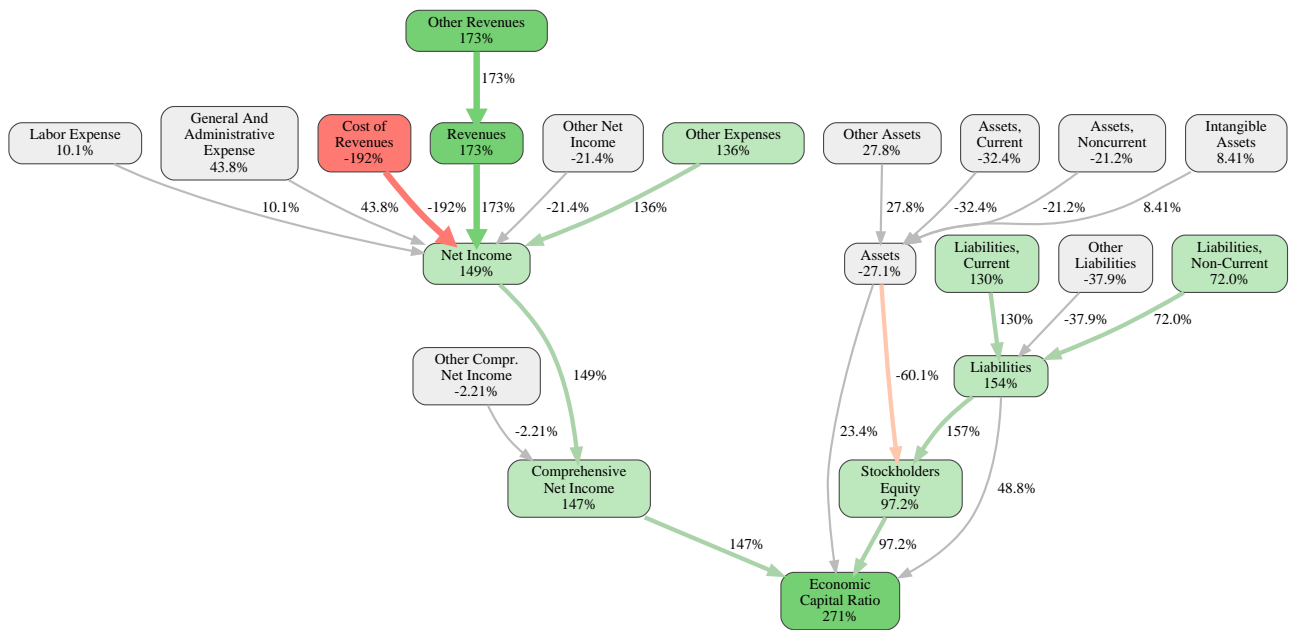 Other Revenues
173%
173%
Labor Expense
10.1%
General And
Administrative
Expense
43.8%
Cost of
Revenues
-192%
Revenues
173%
Other Net
Income
-21.4%
Other Expenses
136%
Other Assets
27.8%
Assets,
Current
-32.4%
Assets,
Noncurrent
-21.2%
Intangible
Assets
8.41%
10.1%
43.8%
-192%
173%
-21.4%
136%
27.8%
-32.4%
-21.2%
8.41%
Net Income
149%
Assets
-27.1%
Liabilities,
Current
130%
Other
Liabilities
-37.9%
Liabilities,
Non-Current
72.0%
130%
-37.9%
72.0%
Other Compr.
Net Income
-2.21%
149%
-60.1%
Liabilities
154%
-2.21%
23.4%
157%
Comprehensive
Net Income
147%
Stockholders
Equity
97.2%
48.8%
147%
97.2%
Economic
Capital Ratio
271%